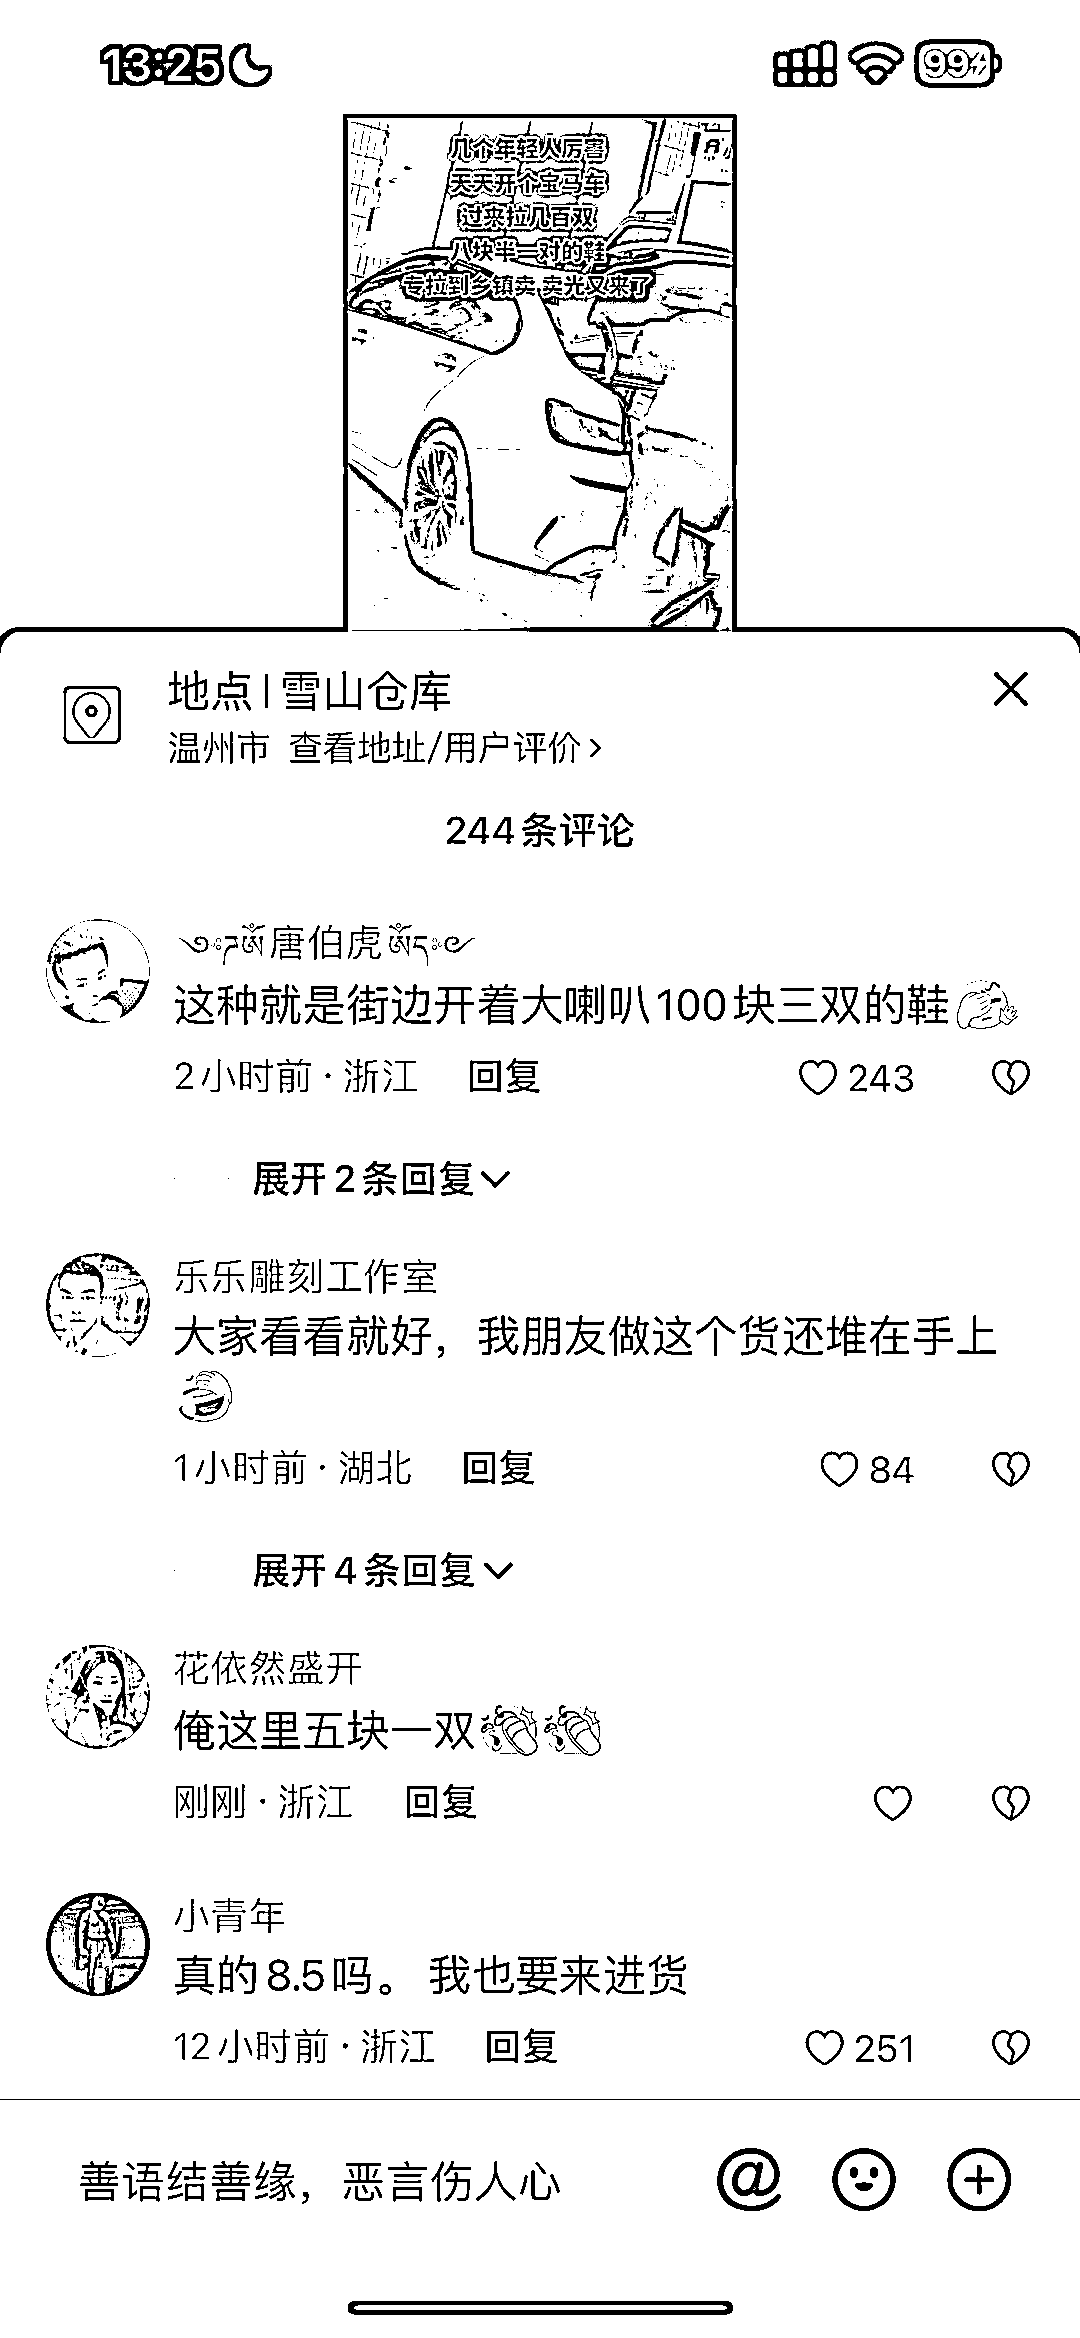 13:25
99
几个年轻人厉害
天天开个宝马车
过来拉几百双
八块半一对的鞋
专拉到乡镇卖 卖光又来了
地点 | 雪山仓库
温州市 查看地址/用户评价 >
244条评论
唐伯虎
这种就是街边开着大喇叭100块三双的鞋
2小时前 · 浙江 回复 243
展开2条回复
乐乐雕刻工作室
大家看看就好，我朋友做这个货还堆在手上
1小时前 · 湖北 回复 84
展开4条回复
花依然盛开
俺这里五块一双
刚刚 · 浙江 回复
小青年
真的8.5吗。 我也要来进货
12小时前 · 浙江 回复 251
善语结善缘，恶言伤人心